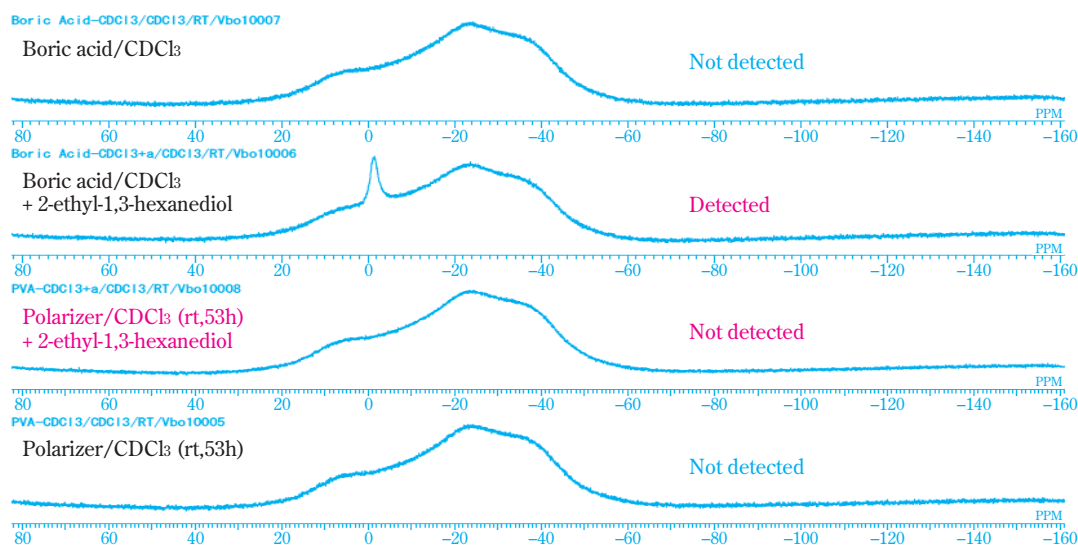 Boric Acid-CDCl3/CDCl3/RT/Vbo10007
Boric acid/CDCl₃
Not detected
PPM
80 60 40 20 0 −20 −40 −60 −80 −100 −120 −140 −160
Boric Acid-CDCl3+a/CDCl3/RT/Vbo10006
Boric acid/CDCl₃
+ 2-ethyl-1,3-hexanediol
Detected
PPM
80 60 40 20 0 −20 −40 −60 −80 −100 −120 −140 −160
PVA-CDCl3+a/CDCl3/RT/Vbo10008
Polarizer/CDCl₃ (rt,53h)
+ 2-ethyl-1,3-hexanediol
Not detected
PPM
80 60 40 20 0 −20 −40 −60 −80 −100 −120 −140 −160
PVA-CDCl3/CDCl3/RT/Vbo10005
Polarizer/CDCl₃ (rt,53h)
Not detected
PPM
80 60 40 20 0 −20 −40 −60 −80 −100 −120 −140 −160